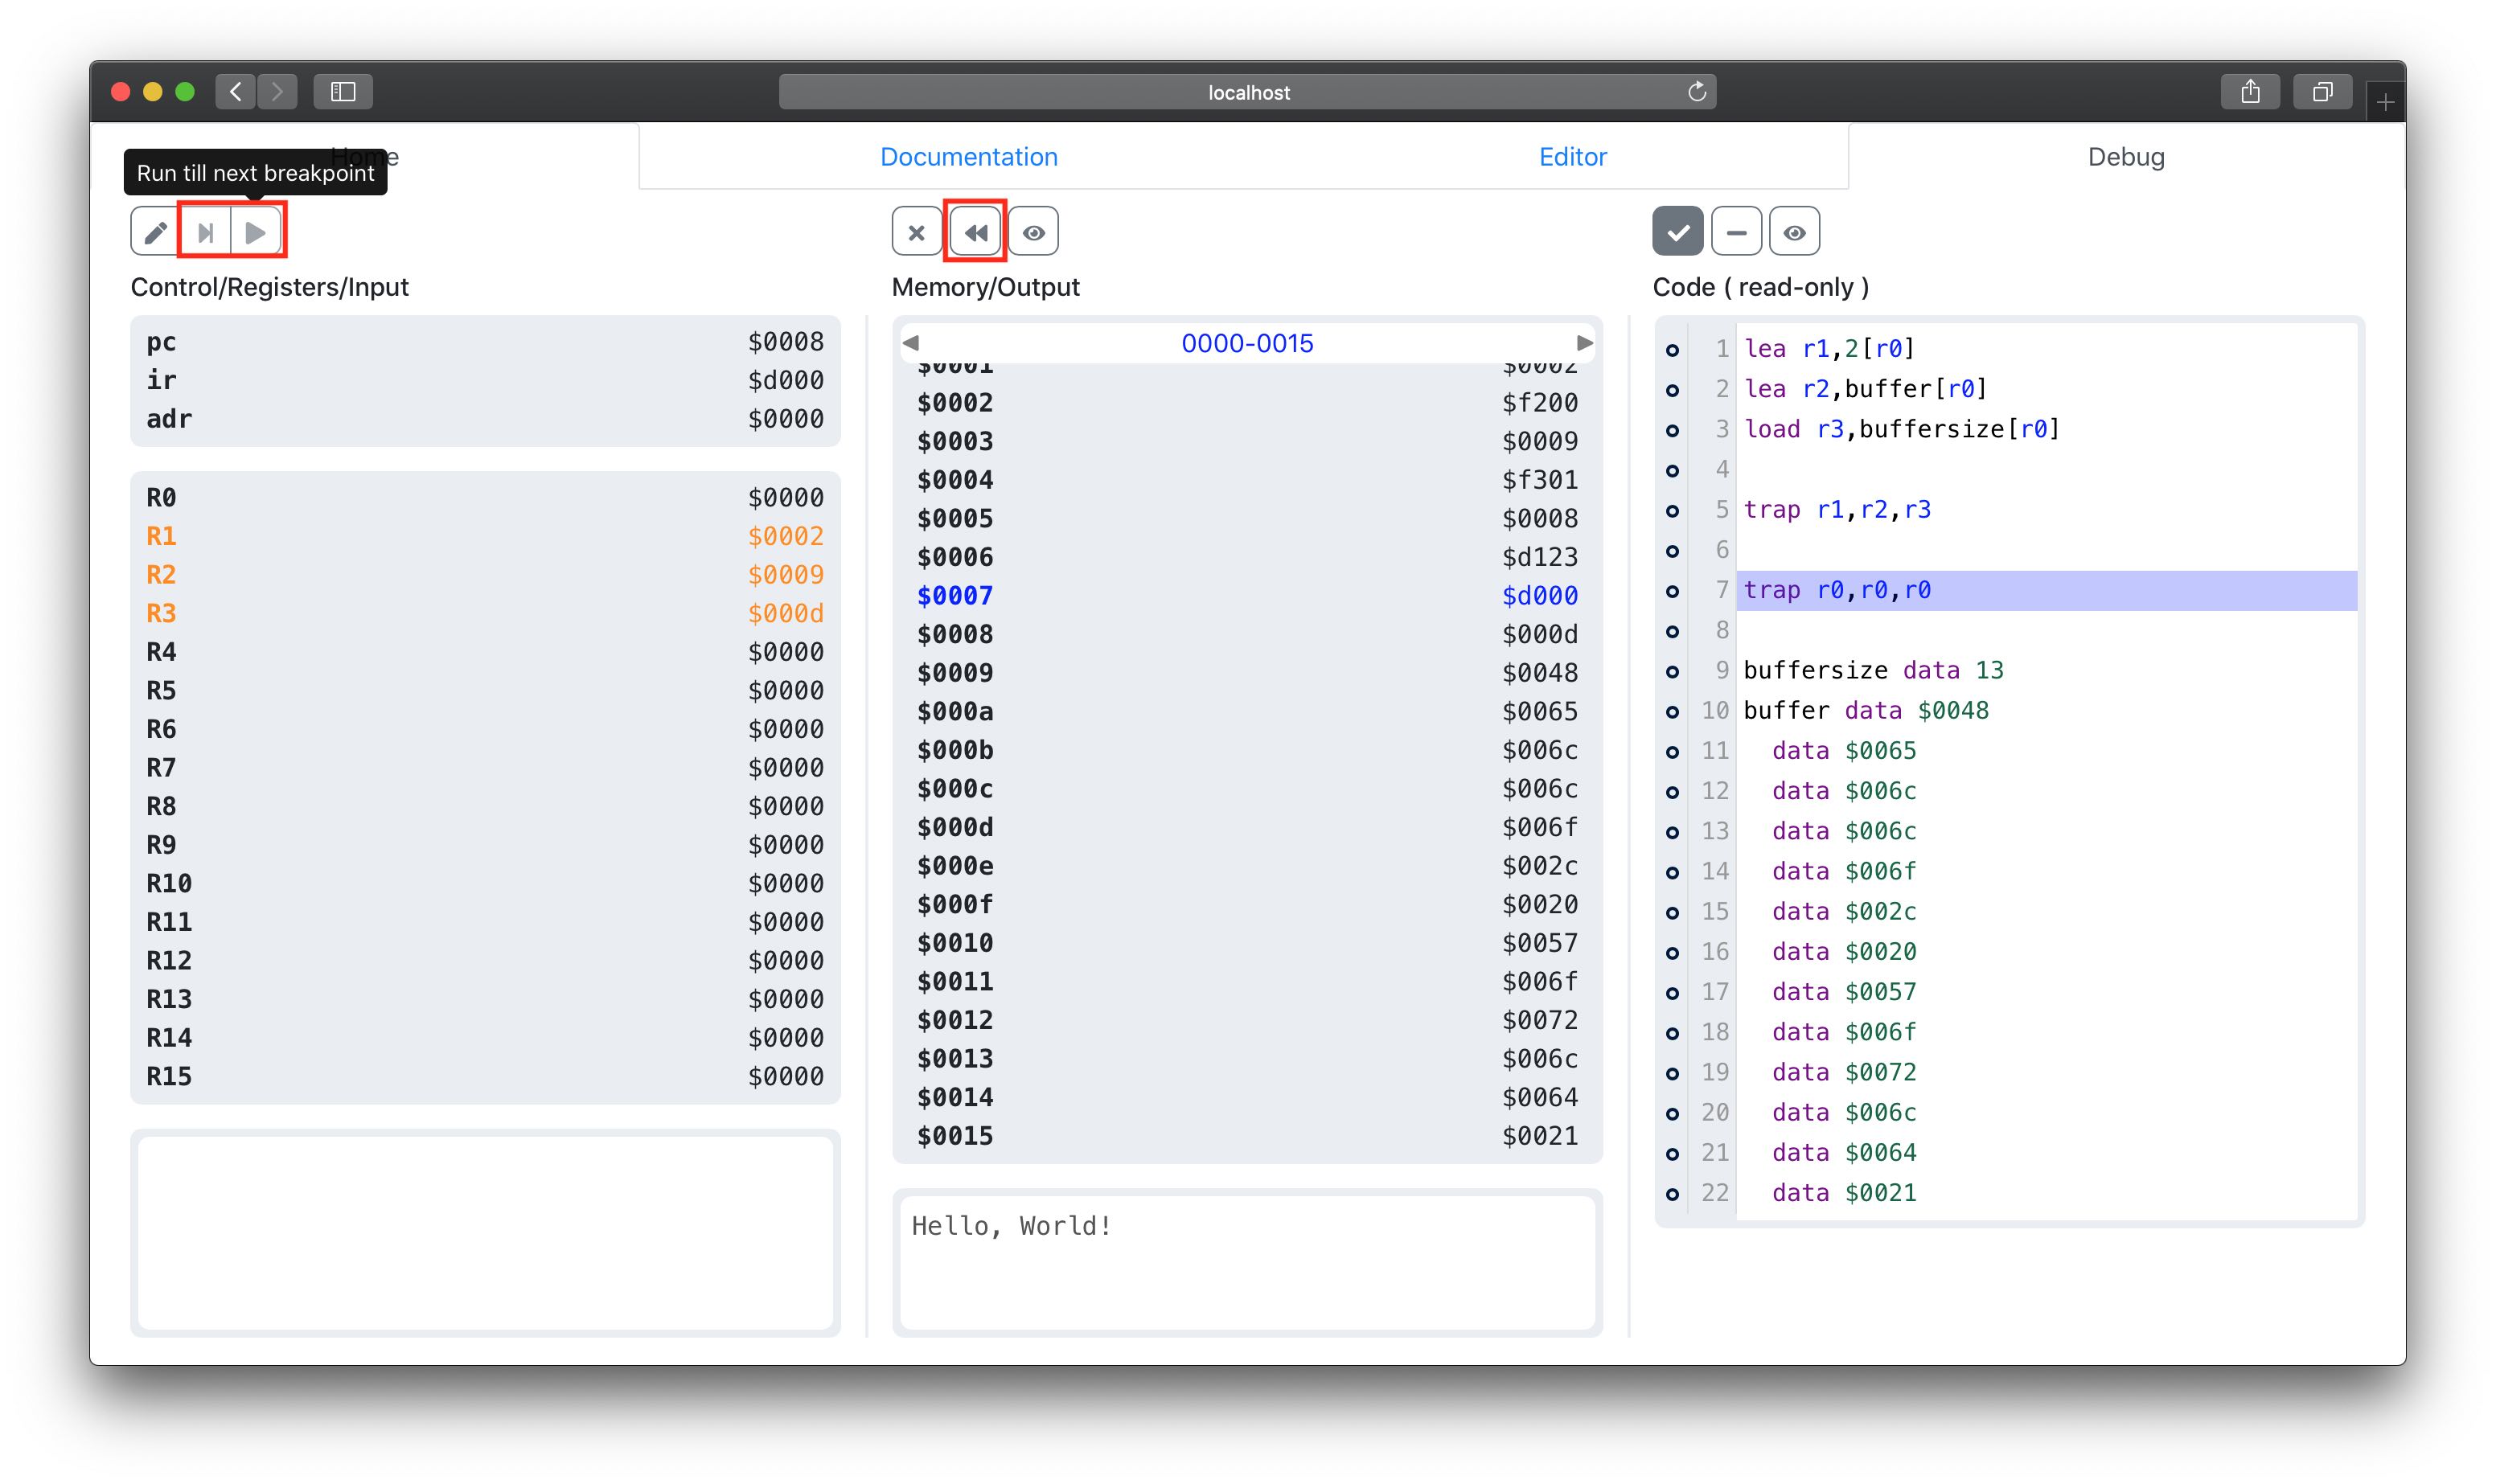 localhost
Home
Documentation
Editor
Debug
Run till next breakpoint
Control/Registers/Input
pc $0008
ir $d000
adr $0000
R0 $0000
R1 $0002
R2 $0009
R3 $000d
R4 $0000
R5 $0000
R6 $0000
R7 $0000
R8 $0000
R9 $0000
R10 $0000
R11 $0000
R12 $0000
R13 $0000
R14 $0000
R15 $0000
Memory/Output
0000-0015
$0001 $0002
$0002 $f200
$0003 $0009
$0004 $f301
$0005 $0008
$0006 $d123
$0007 $d000
$0008 $000d
$0009 $0048
$000a $0065
$000b $006c
$000c $006c
$000d $006f
$000e $002c
$000f $0020
$0010 $0057
$0011 $006f
$0012 $0072
$0013 $006c
$0014 $0064
$0015 $0021
Hello, World!
Code ( read-only )
1 lea r1,2[r0]
2 lea r2,buffer[r0]
3 load r3,buffersize[r0]
4
5 trap r1,r2,r3
6
7 trap r0,r0,r0
8
9 buffersize data 13
10 buffer data $0048
11 data $0065
12 data $006c
13 data $006c
14 data $006f
15 data $002c
16 data $0020
17 data $0057
18 data $006f
19 data $0072
20 data $006c
21 data $0064
22 data $0021